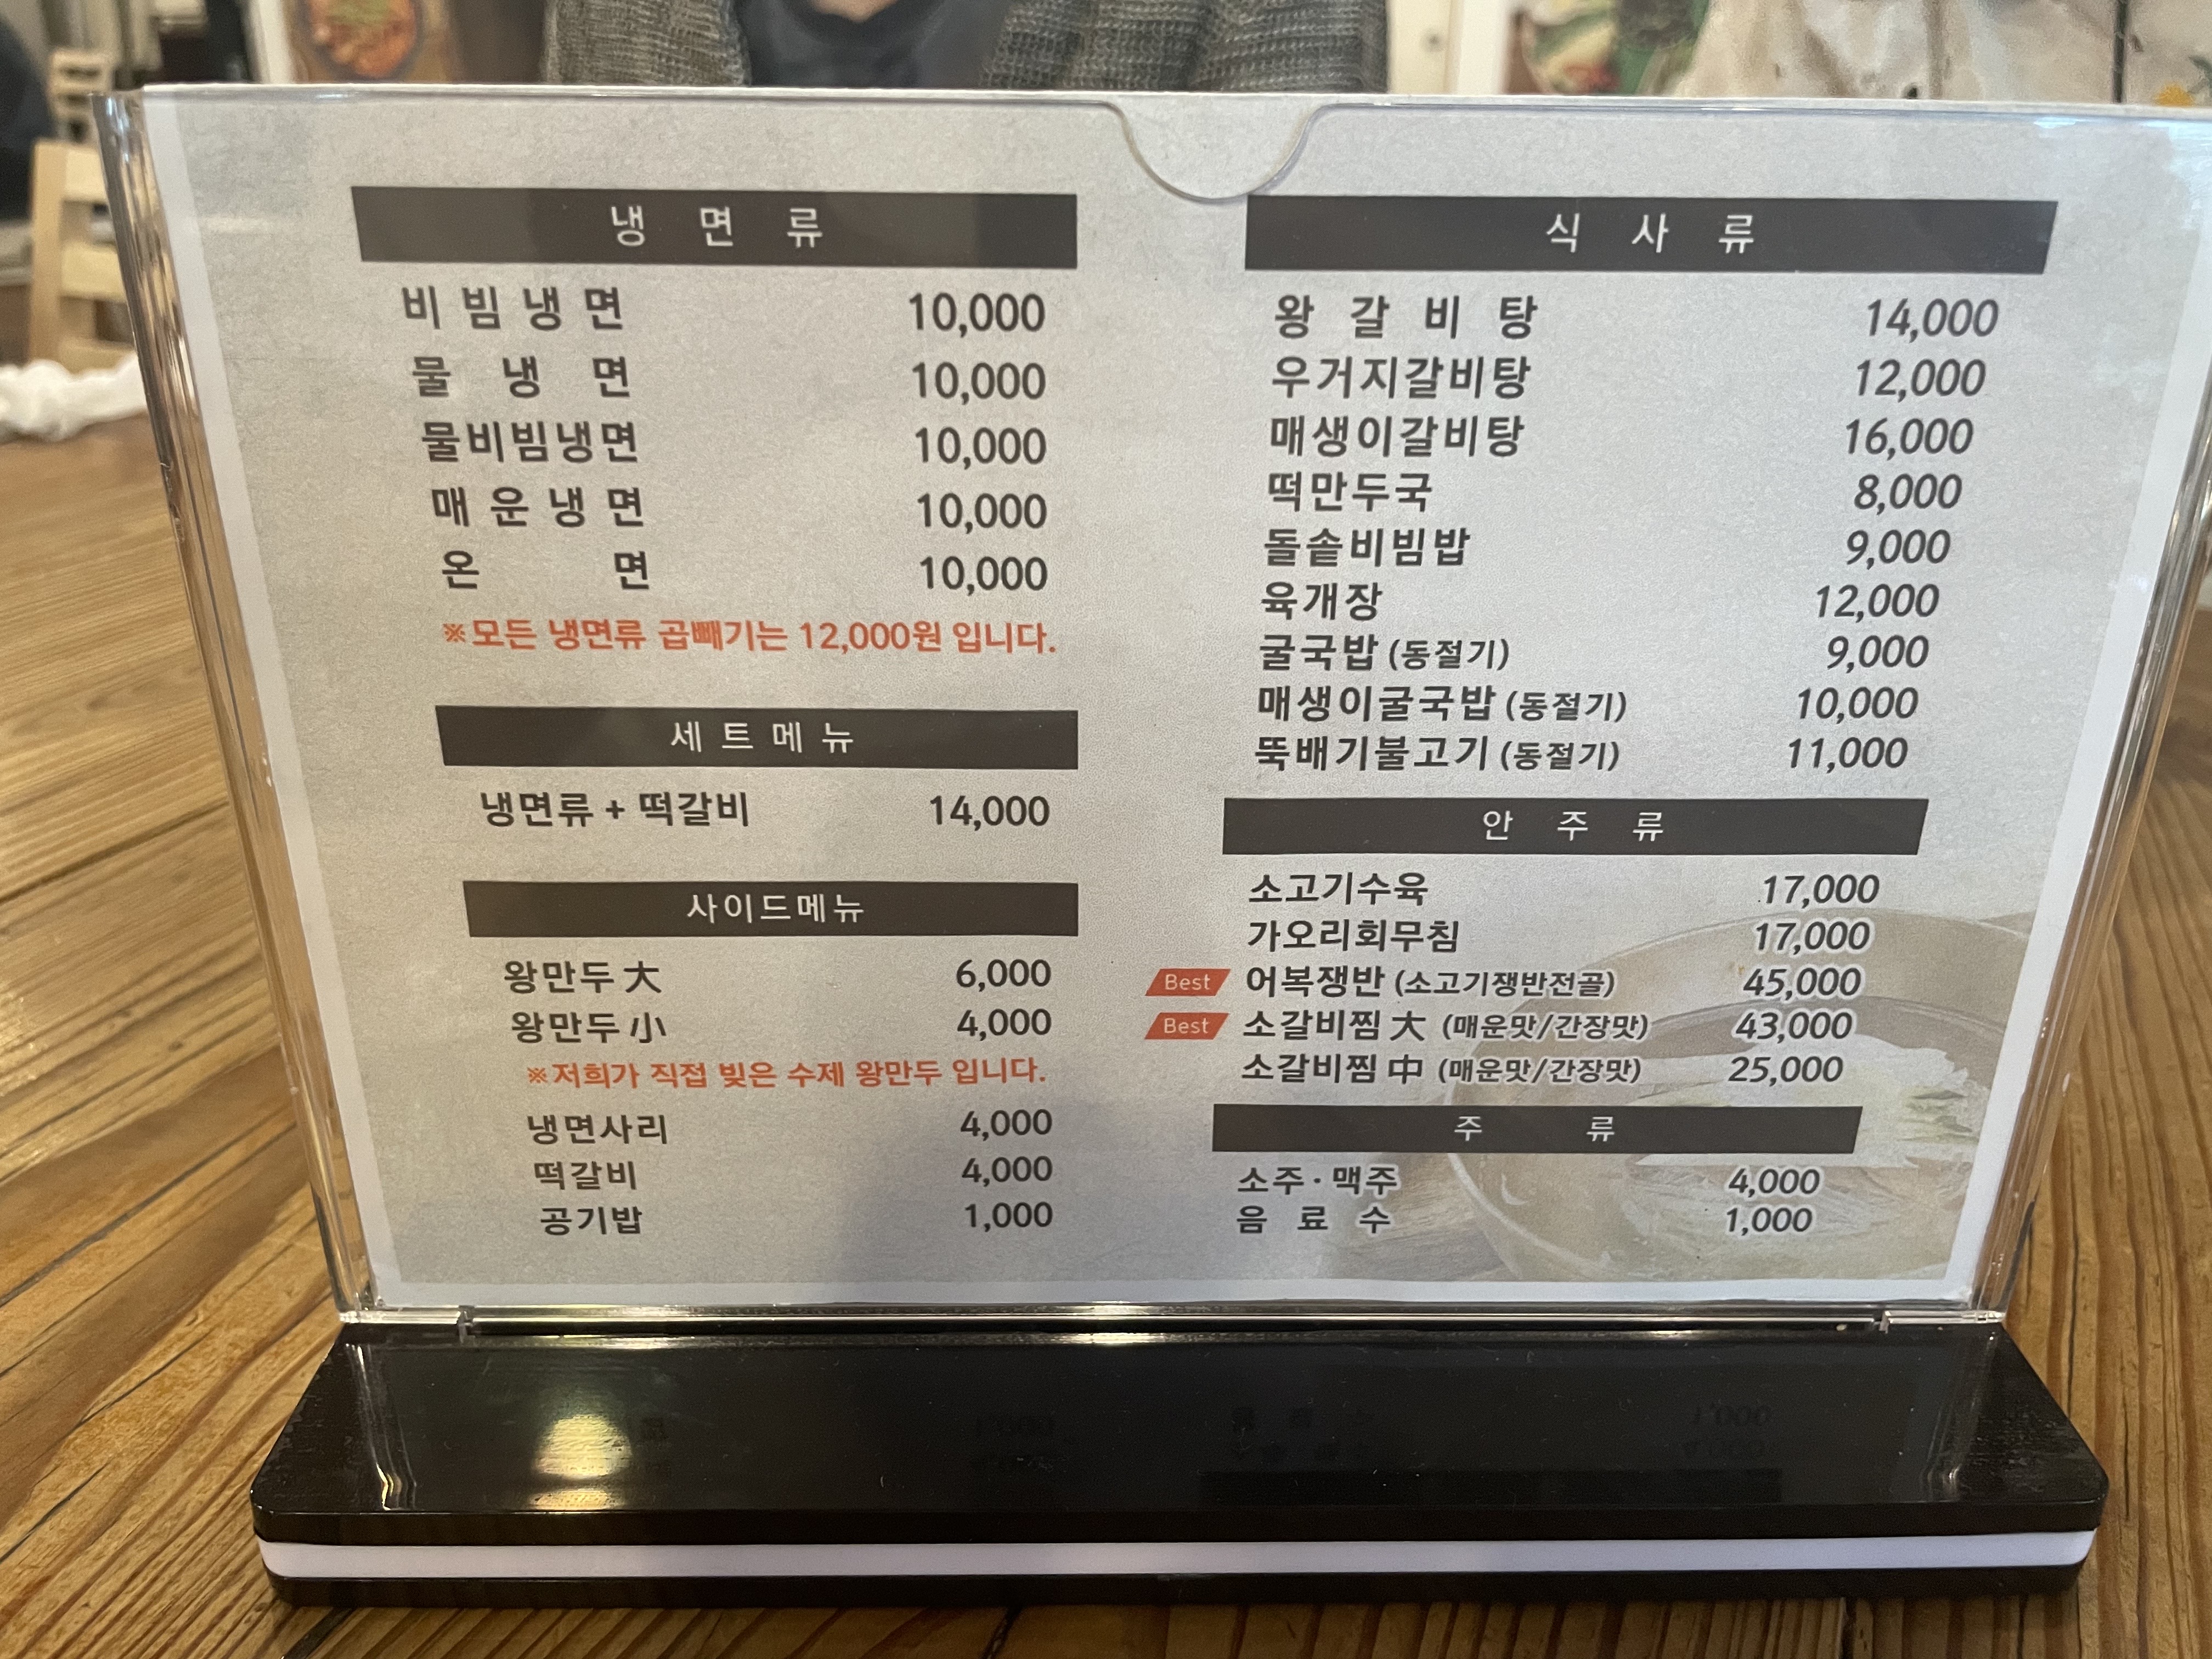 냉면류
비빔냉면 10,000
물냉면 10,000
물비빔냉면 10,000
매운냉면 10,000
온면 10,000
※모든 냉면류 곱빼기는 12,000원 입니다.
세트메뉴
냉면류 + 떡갈비 14,000
사이드메뉴
왕만두 大 6,000
왕만두 小 4,000
※저희가 직접 빚은 수제 왕만두 입니다.
냉면사리 4,000
떡갈비 4,000
공기밥 1,000
식사류
왕갈비탕 14,000
우거지갈비탕 12,000
매생이갈비탕 16,000
떡만두국 8,000
돌솥비빔밥 9,000
육개장 12,000
굴국밥 (동절기) 9,000
매생이굴국밥 (동절기) 10,000
뚝배기불고기 (동절기) 11,000
안주류
소고기수육 17,000
가오리회무침 17,000
Best 어복쟁반 (소고기쟁반전골) 45,000
Best 소갈비찜 大 (매운맛/간장맛) 43,000
소갈비찜 中 (매운맛/간장맛) 25,000
주류
소주·맥주 4,000
음료수 1,000